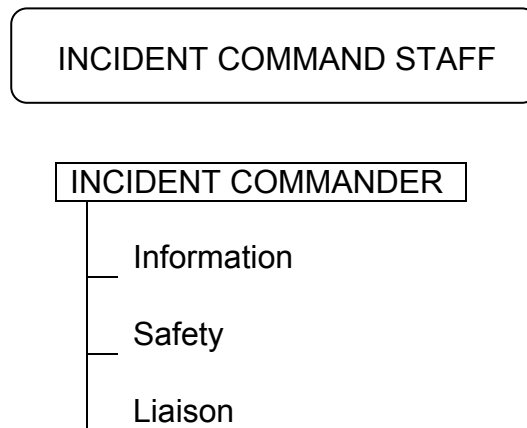 INCIDENT COMMAND STAFF
INCIDENT COMMANDER
Information
Safety
Liaison